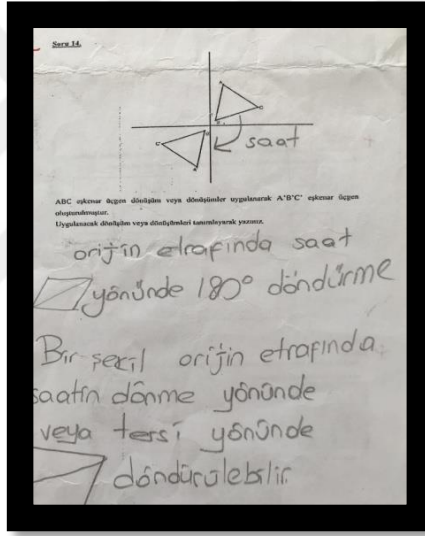 Soru 14.
saat
ABC eşkenar üçgen dönüşüm veya dönüşümler uygulanarak A'B'C' eşkenar üçgen
oluşturulmuştur.
Uygulanacak dönüşüm veya dönüşümleri tanımlayarak yazınız.
orijin etrafında saat
yönünde 180° döndürme
Bir şekil orijin etrafında
saatin dönme yönünde
veya tersi yönünde
döndürülebilir.